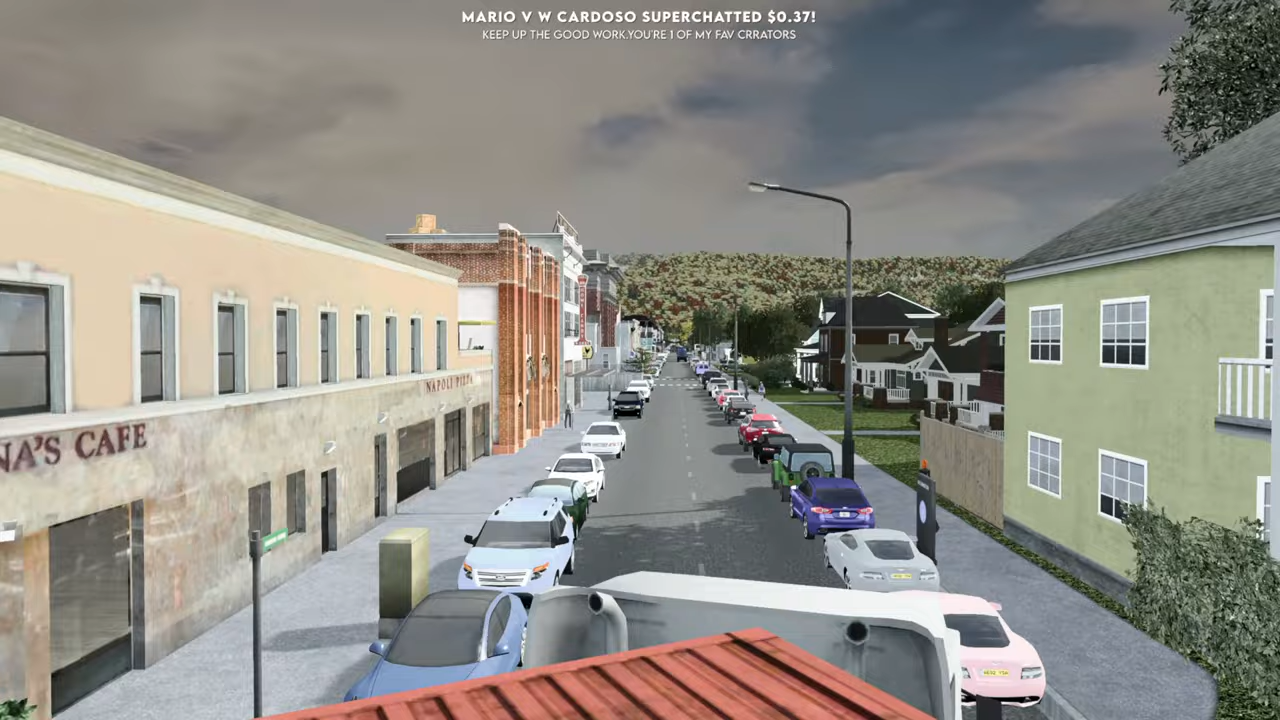 MARIO V W CARDOSO SUPERCHATTED $0.37!
KEEP UP THE GOOD WORK.YOU'RE 1 OF MY FAV CRRATORS
NAPOLI PIZZA
NA'S CAFE